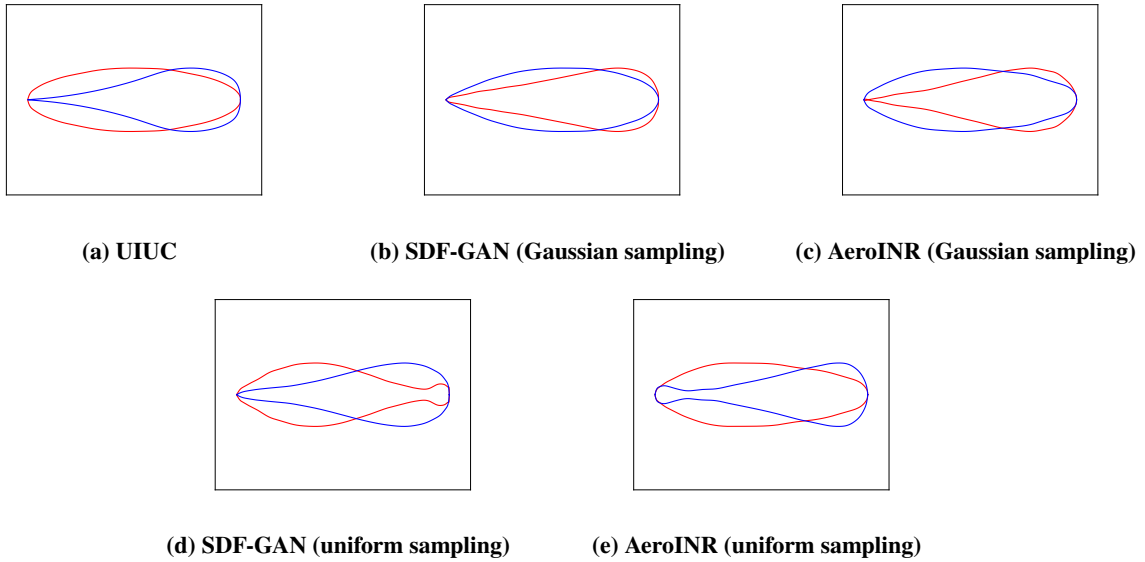 (a) UIUC
(b) SDF-GAN (Gaussian sampling)
(c) AeroINR (Gaussian sampling)
(d) SDF-GAN (uniform sampling)
(e) AeroINR (uniform sampling)